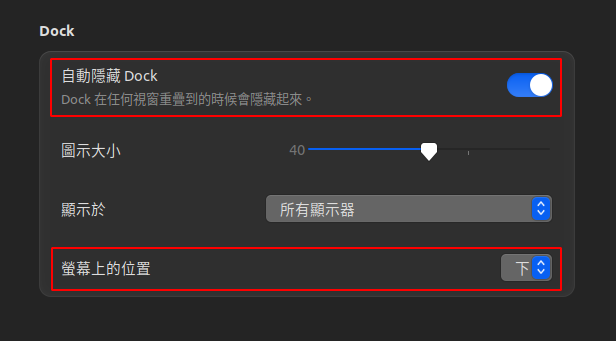 Dock
自動隱藏 Dock
Dock 在任何視窗重疊到的時候會隱藏起來。
圖示大小 40
顯示於 所有顯示器
螢幕上的位置 下